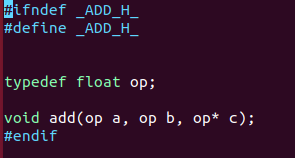 #ifndef _ADD_H_
#define _ADD_H_
typedef float op;
void add(op a, op b, op* c);
#endif